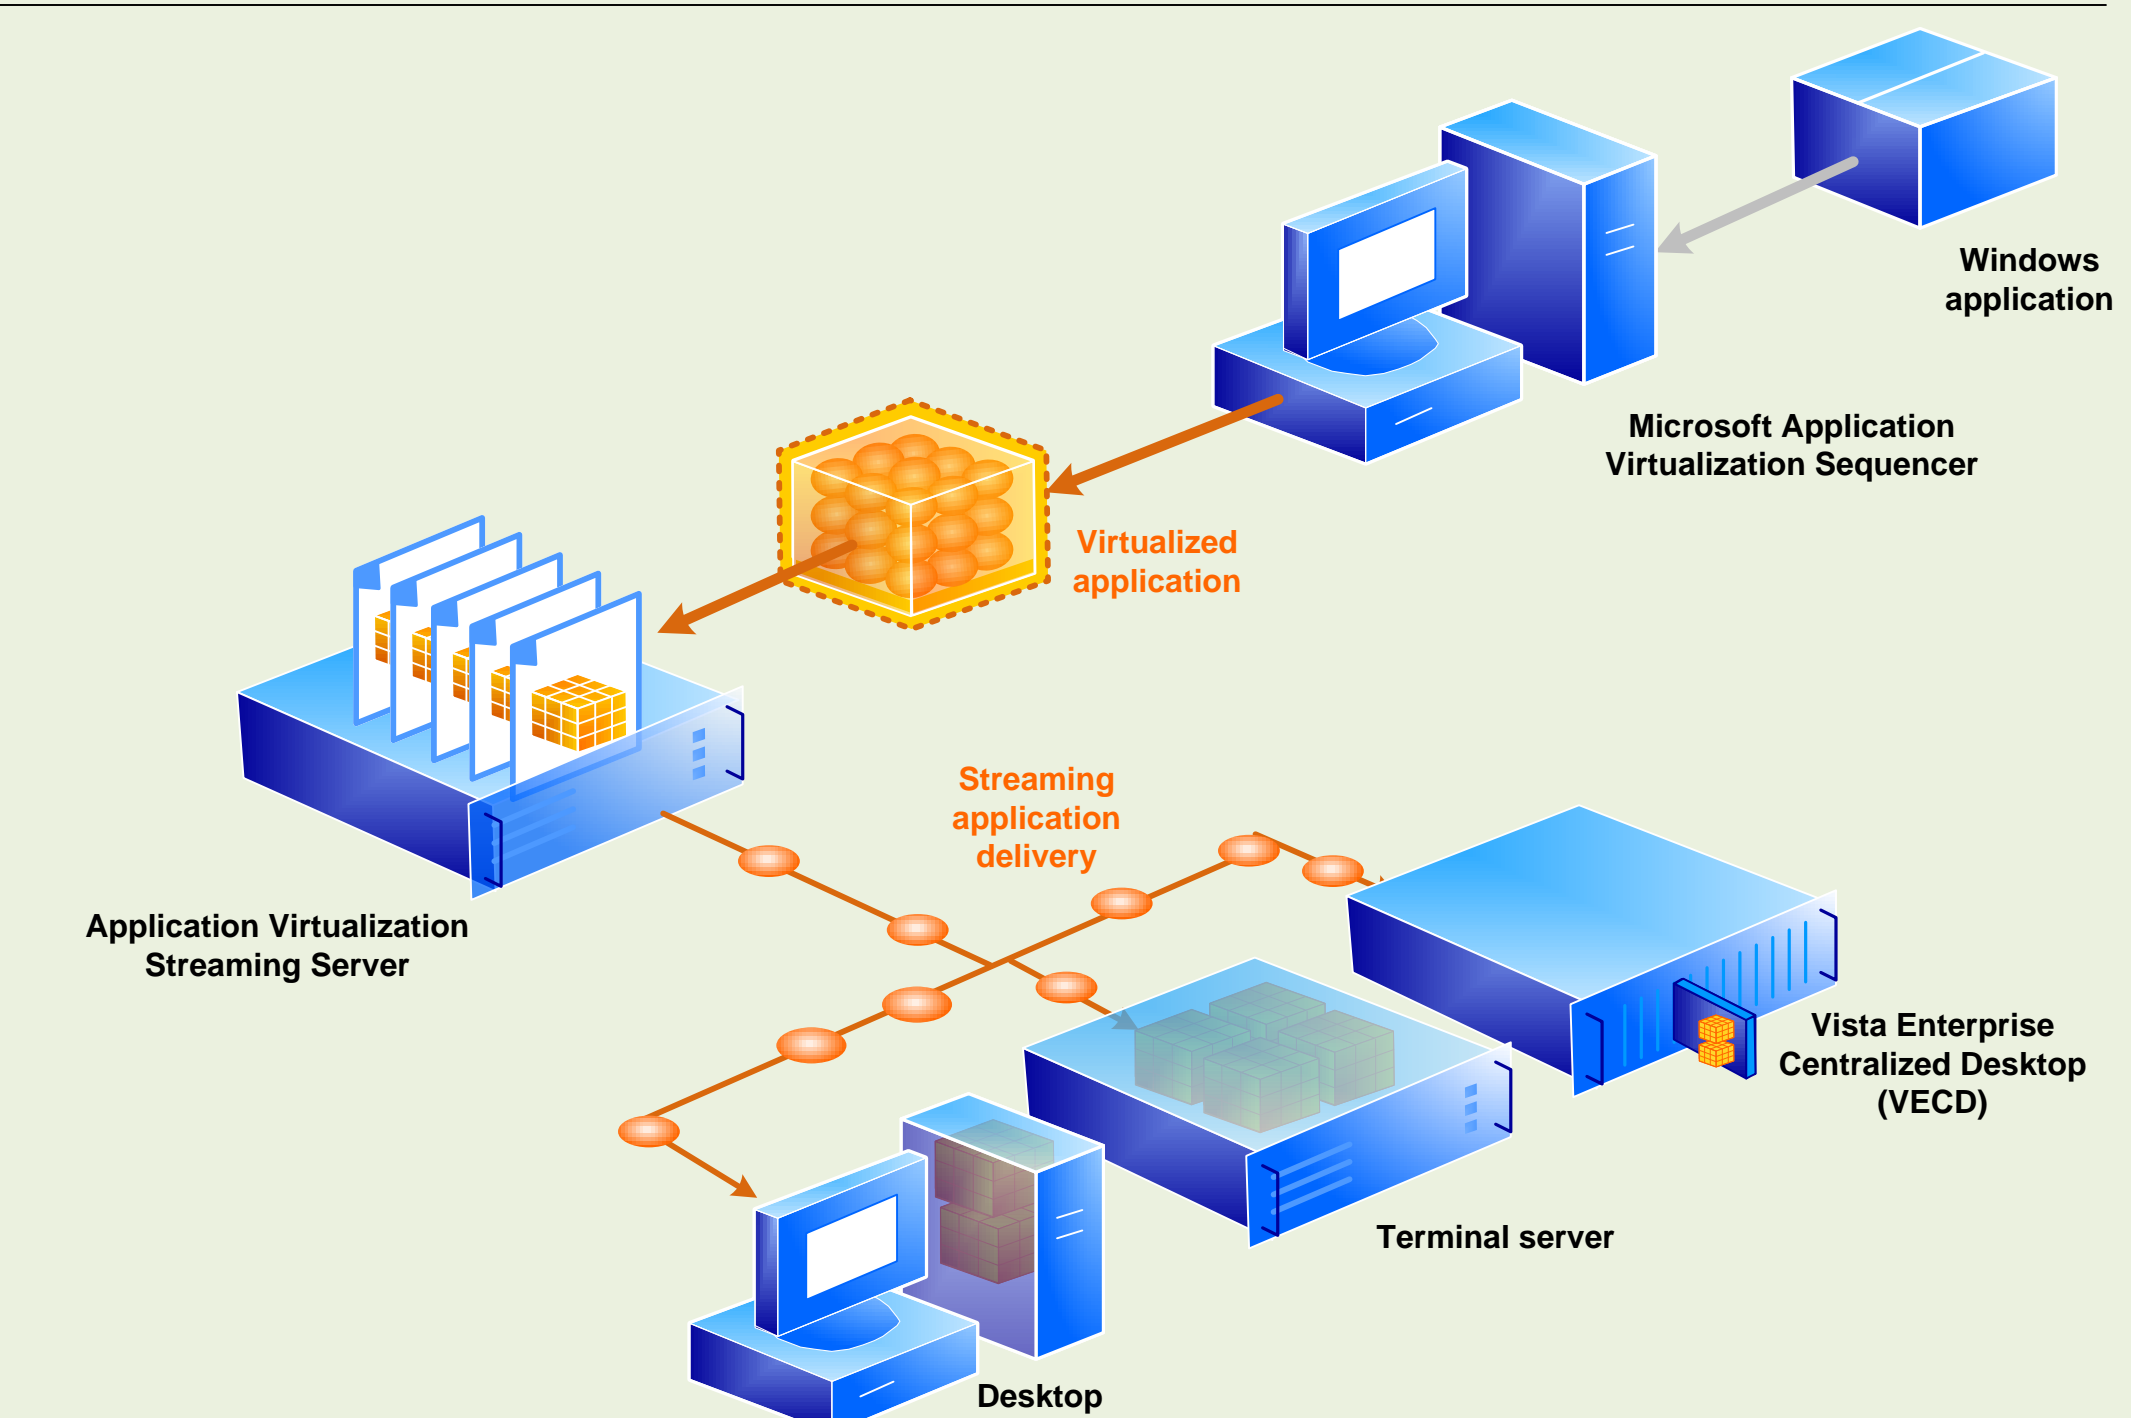 Windows
application
Microsoft Application
Virtualization Sequencer
Virtualized
application
Streaming
application
delivery
Application Virtualization
Streaming Server
Vista Enterprise
Centralized Desktop
(VECD)
Terminal server
Desktop